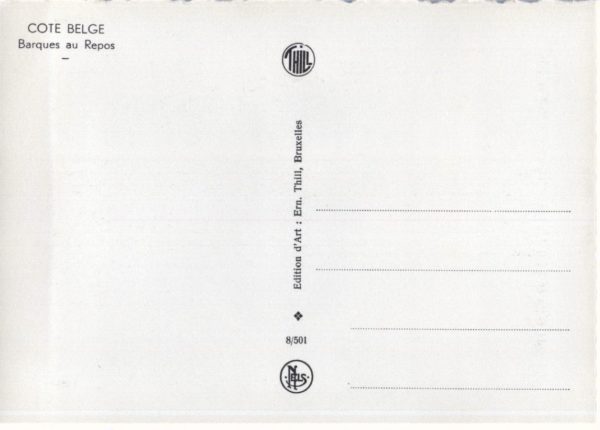 COTE BELGE
Barques au Repos
THILL
Edition d'Art : Ern. Thill, Bruxelles
8/501
NELS